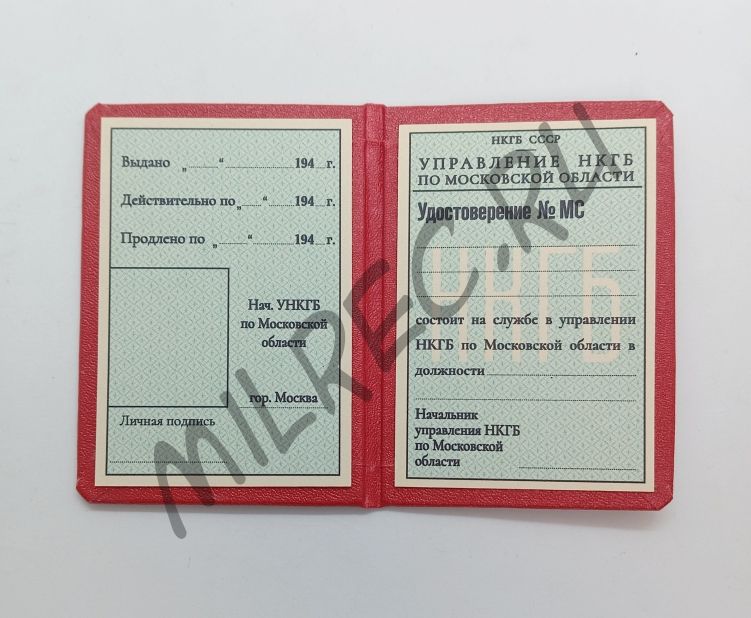 Выдано „ “ 194 г.
Действительно по „ “ 194 г.
Продлено по „ “ 194 г.
Нач. УНКГБ
по Московской
области
гор. Москва
Личная подпись
НКГБ СССР
УПРАВЛЕНИЕ НКГБ
ПО МОСКОВСКОЙ ОБЛАСТИ
Удостоверение № МС
НКГБ
состоит на службе в управлении
НКГБ по Московской области в
должности
Начальник
управления НКГБ
по Московской
области
MILREC.RU